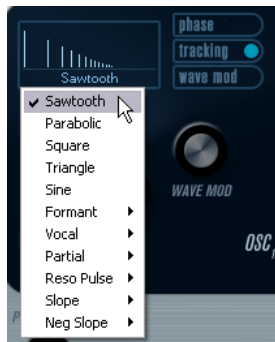 phase
tracking
wave mod
Sawtooth
Sawtooth
Parabolic
Square
Triangle
Sine
Formant
Vocal
Partial
Reso Pulse
Slope
Neg Slope
WAVE MOD
OSC
P